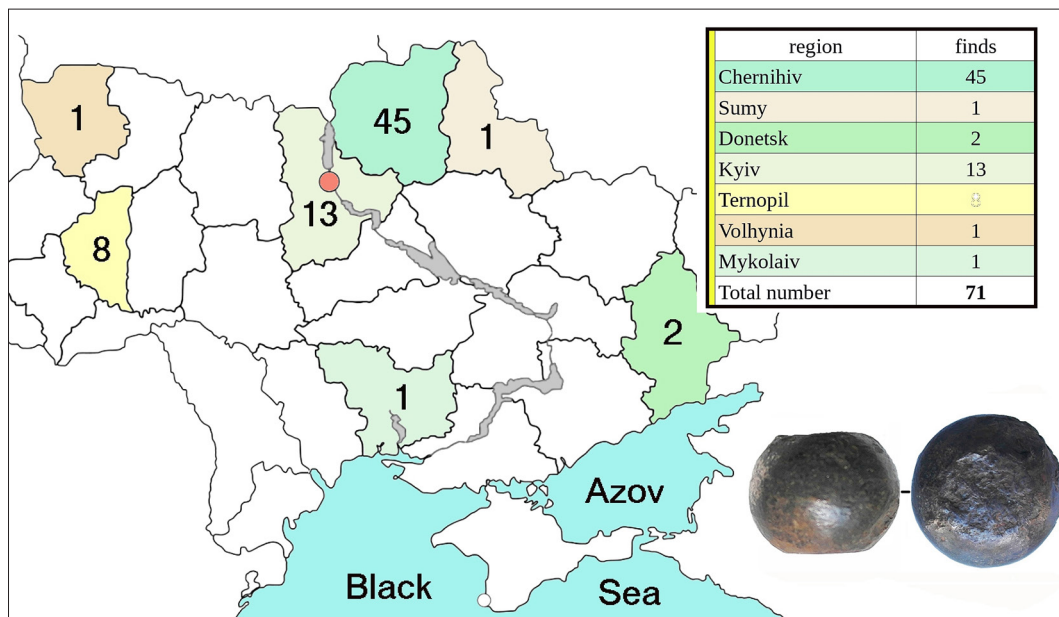 region finds
Chernihiv 45
Sumy 1
Donetsk 2
Kyiv 13
Ternopil 8
Volhynia 1
Mykolaiv 1
Total number 71
1
45
1
13
8
2
1
Azov
Black Sea